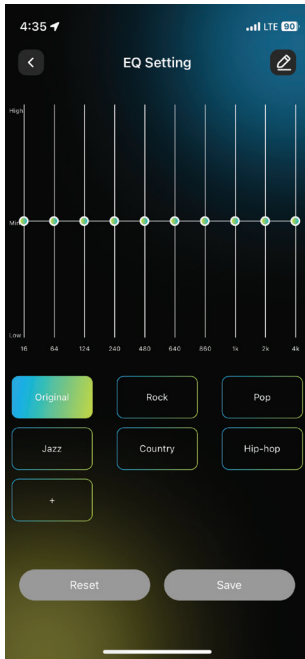 4:35 LTE 90
EQ Setting
High
Min
Low
16 64 124 240 480 640 860 1k 2k 4k
Original Rock Pop
Jazz Country Hip-hop
+
Reset Save